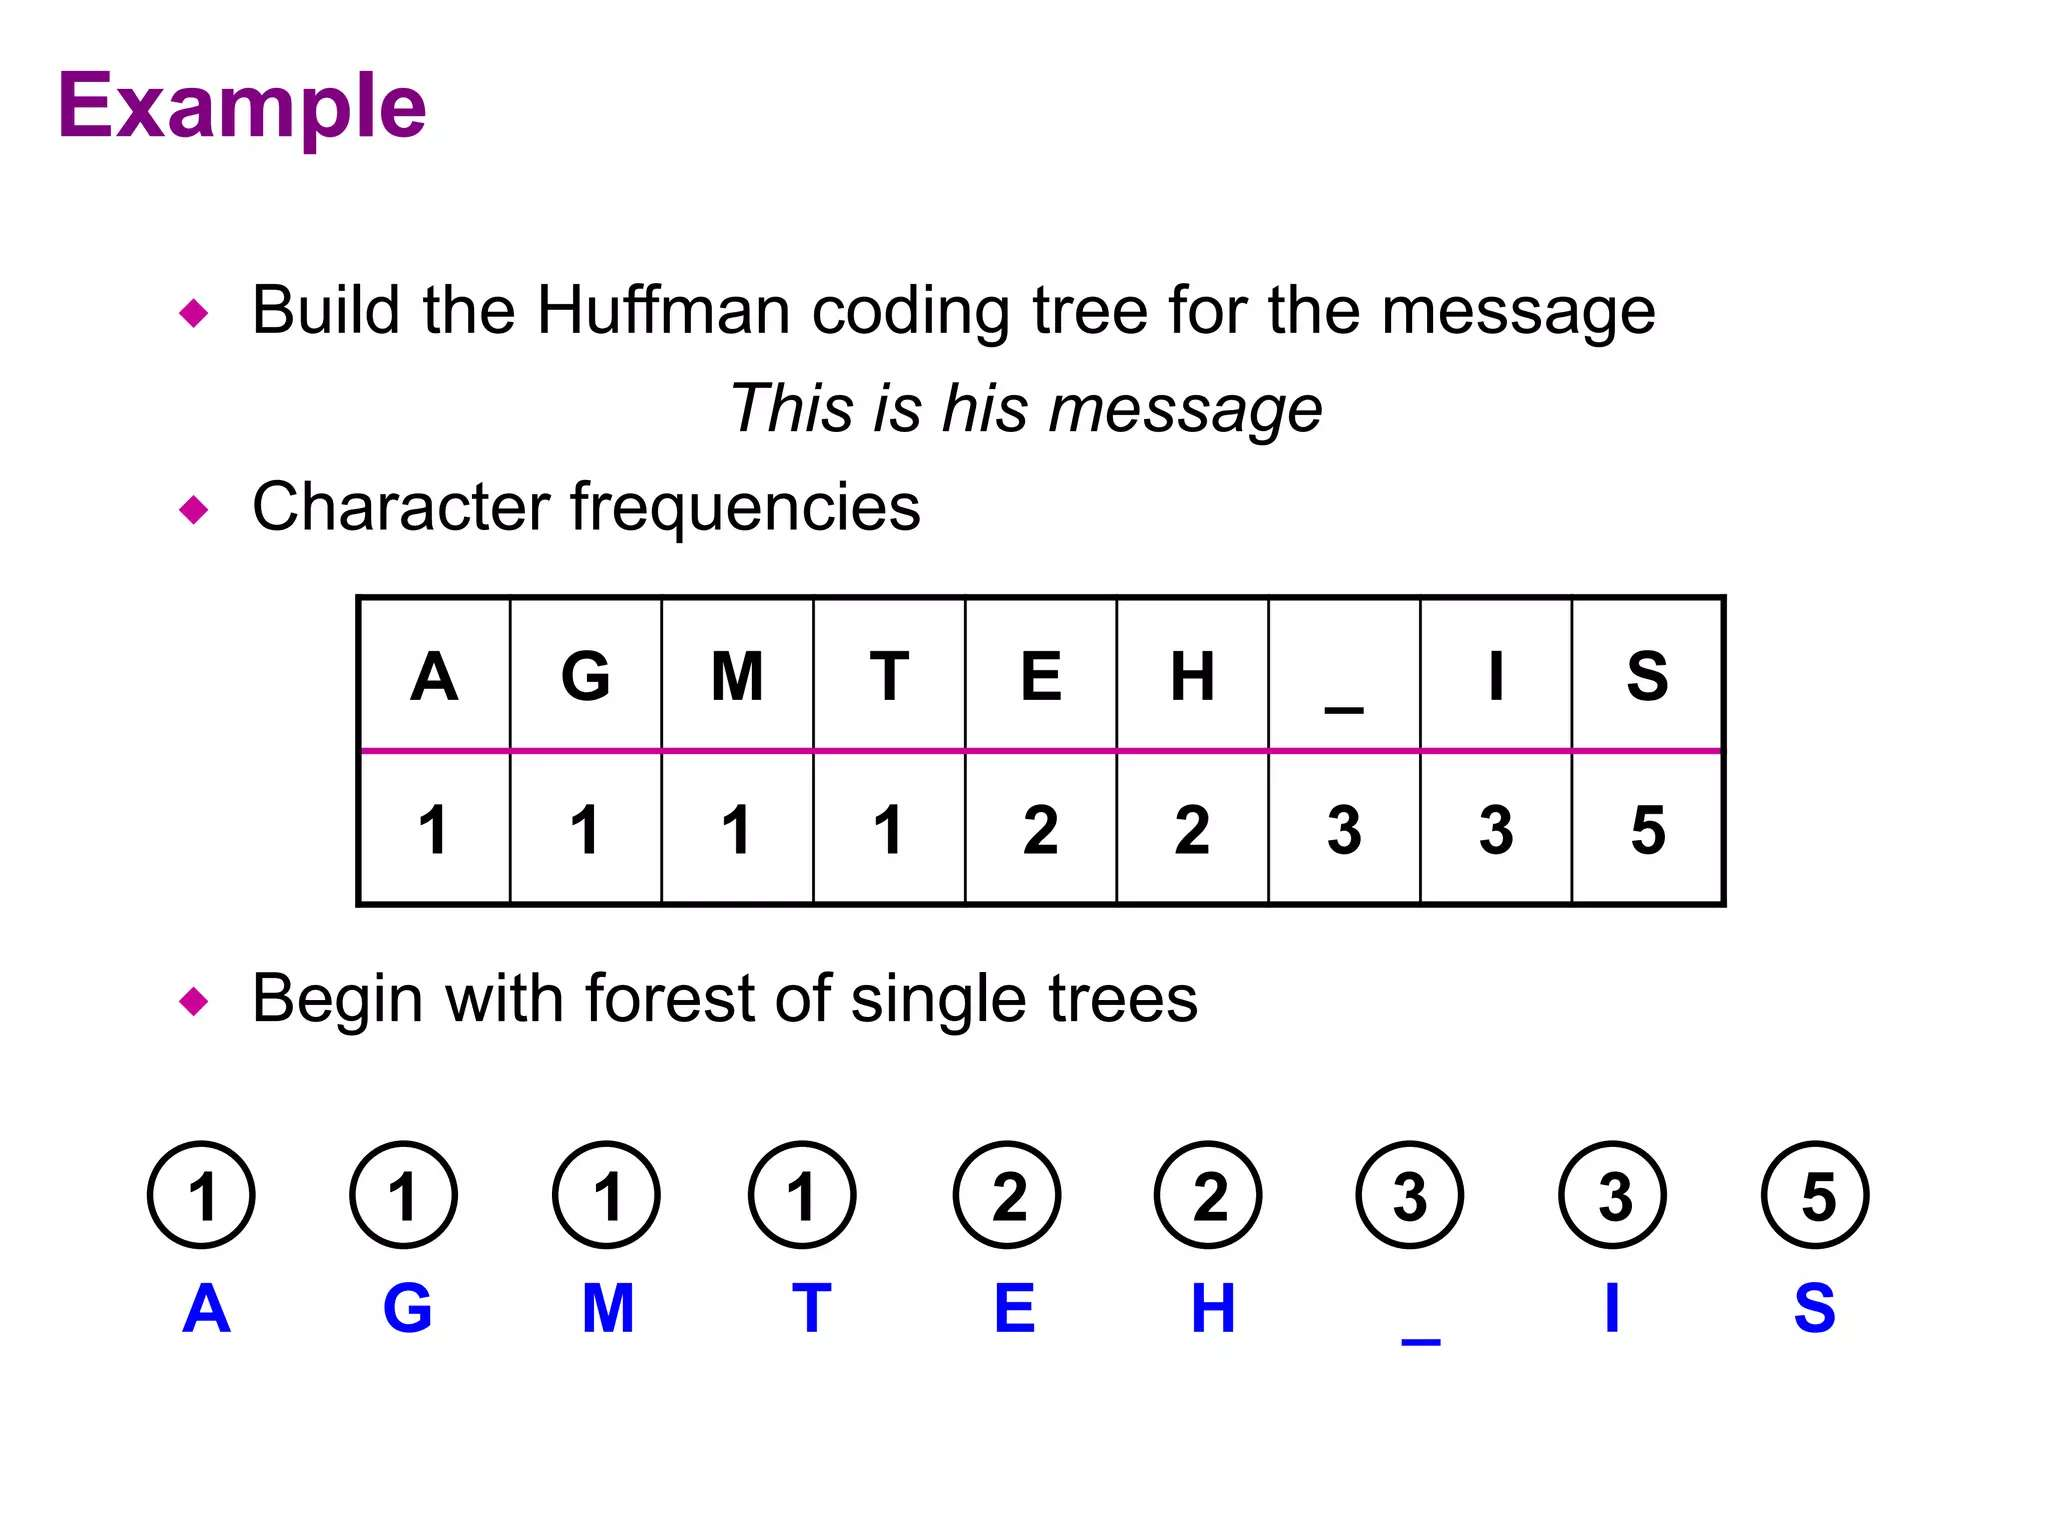 Example
◆ Build the Huffman coding tree for the message
This is his message
◆ Character frequencies
A G M T E H _ I S
1 1 1 1 2 2 3 3 5
◆ Begin with forest of single trees
1 1 1 1 2 2 3 3 5
A G M T E H _ I S